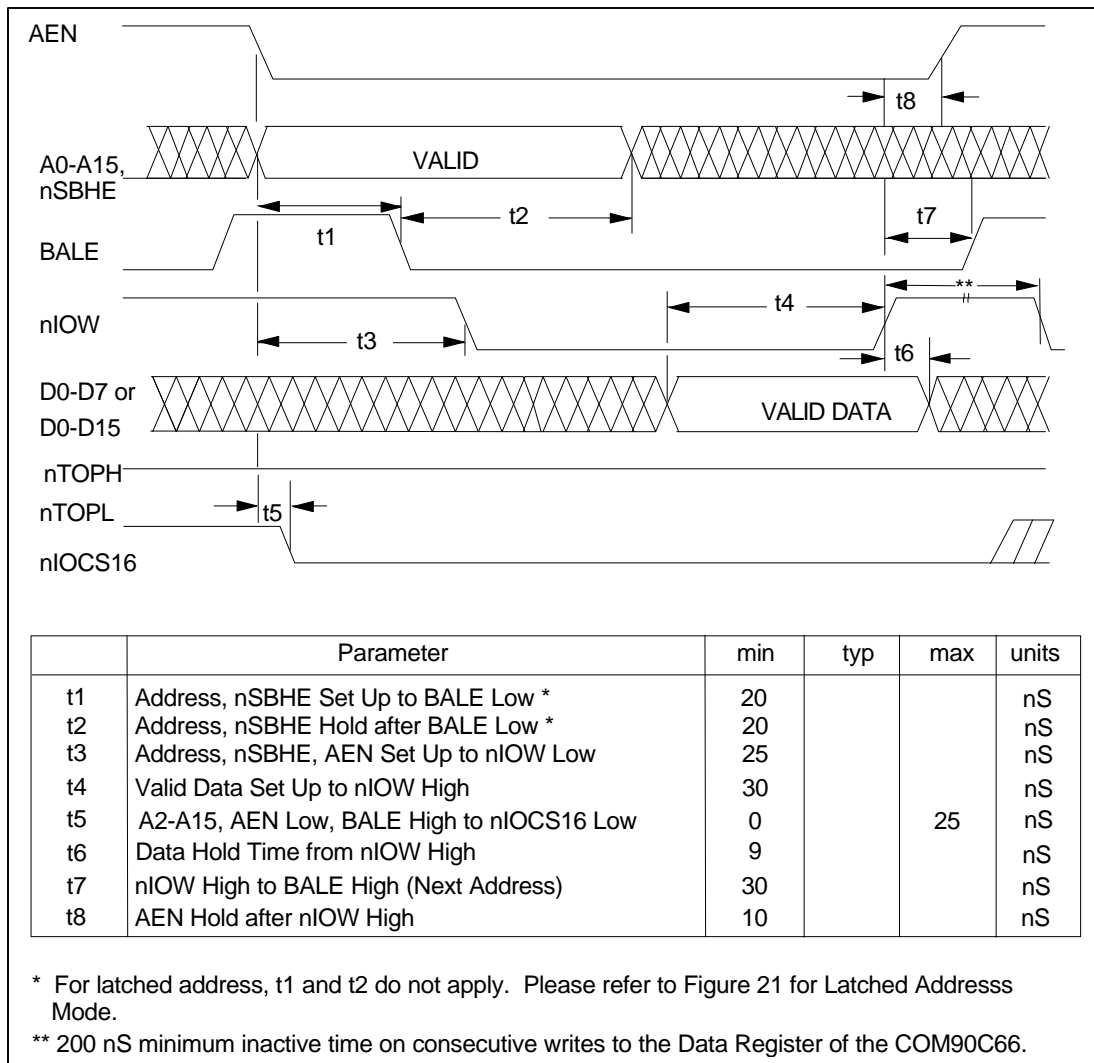 AEN
t8
A0-A15,
nSBHE
VALID
t1
t2
t7
BALE
**
nIOW
t3
t4
t6
D0-D7 or
D0-D15
VALID DATA
nTOPH
nTOPL
t5
nIOCS16
Parameter min typ max units
t1 Address, nSBHE Set Up to BALE Low * 20 nS
t2 Address, nSBHE Hold after BALE Low * 20 nS
t3 Address, nSBHE, AEN Set Up to nIOW Low 25 nS
t4 Valid Data Set Up to nIOW High 30 nS
t5 A2-A15, AEN Low, BALE High to nIOCS16 Low 0 25 nS
t6 Data Hold Time from nIOW High 9 nS
t7 nIOW High to BALE High (Next Address) 30 nS
t8 AEN Hold after nIOW High 10 nS
* For latched address, t1 and t2 do not apply. Please refer to Figure 21 for Latched Addresss
Mode.
** 200 nS minimum inactive time on consecutive writes to the Data Register of the COM90C66.